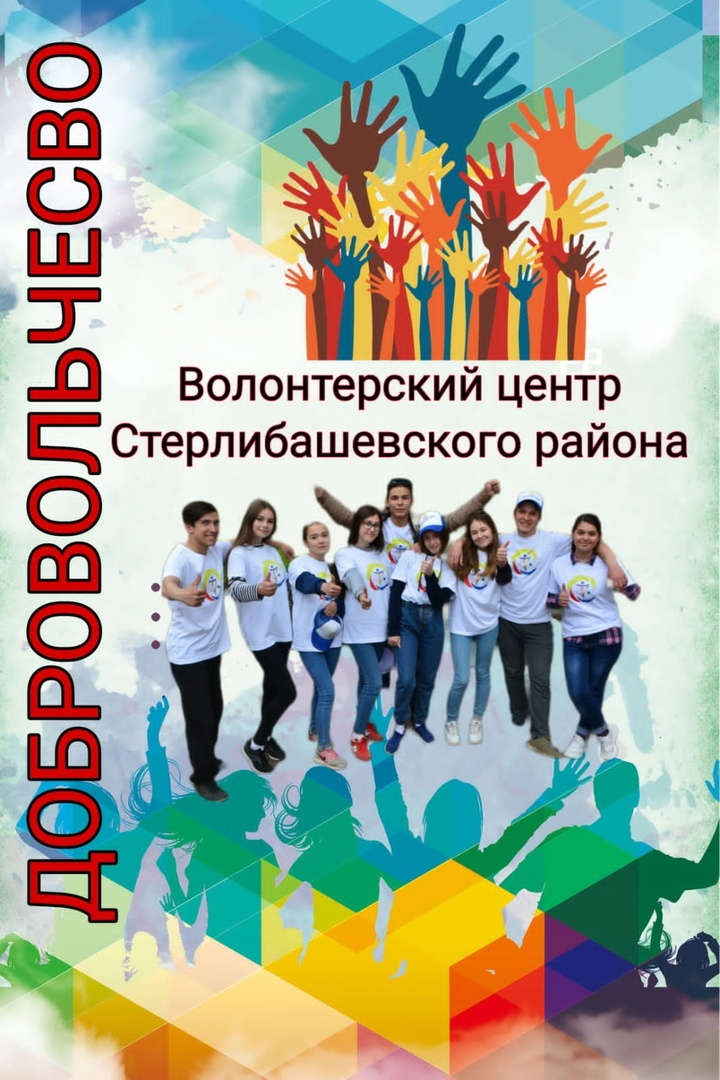 ДОБРОВОЛЬЧЕСВО
Волонтерский центр
Стерлибашевского района